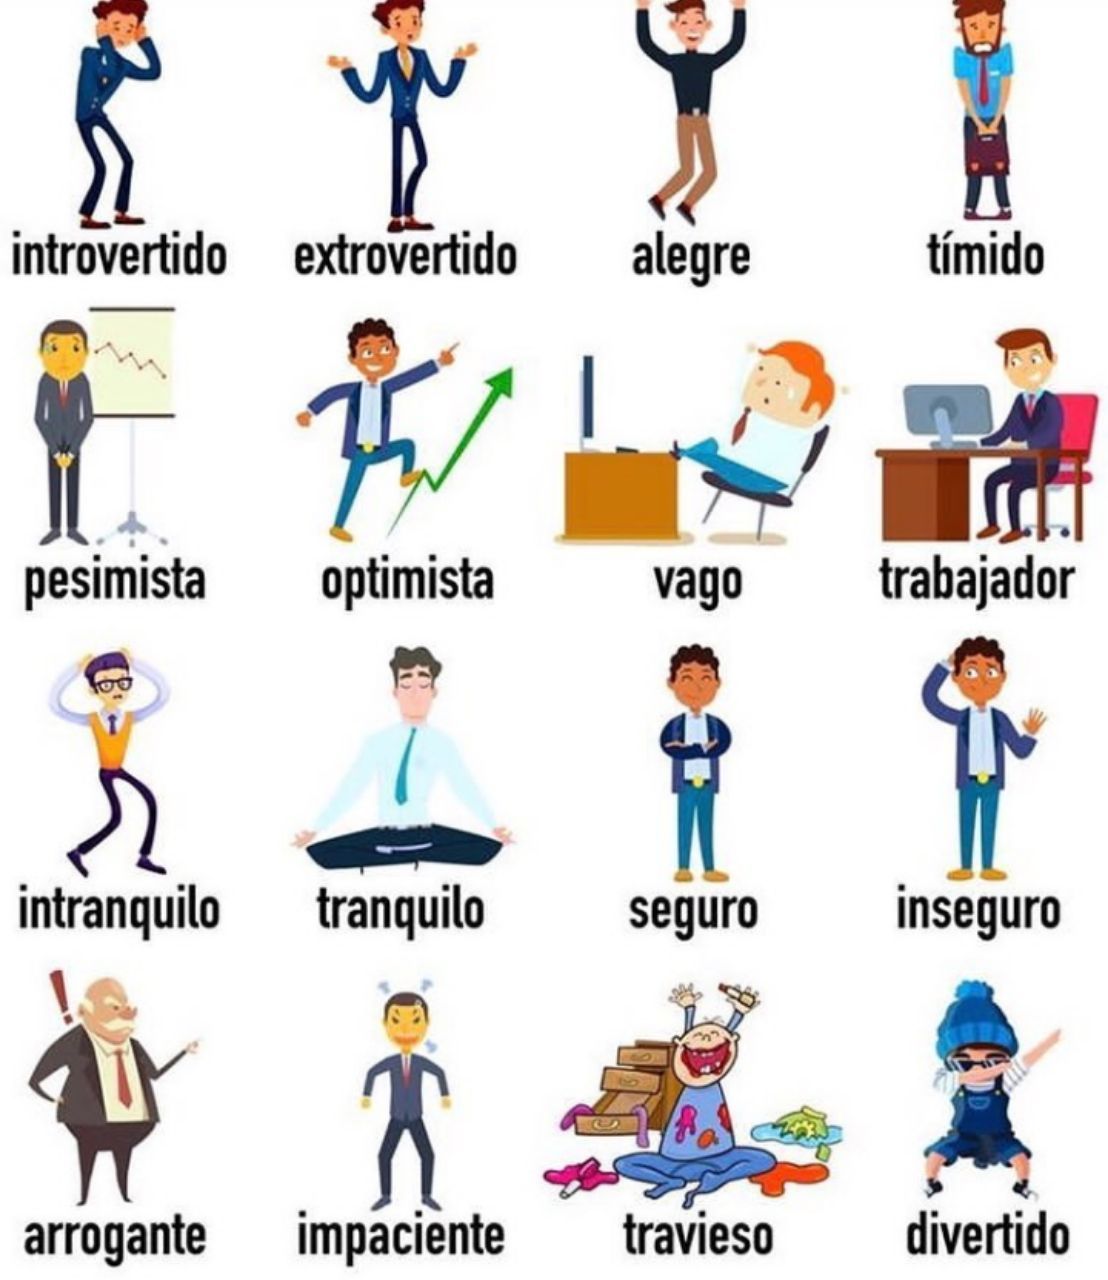 introvertido extrovertido alegre tímido
pesimista optimista vago trabajador
intranquilo tranquilo seguro inseguro
arrogante impaciente travieso divertido